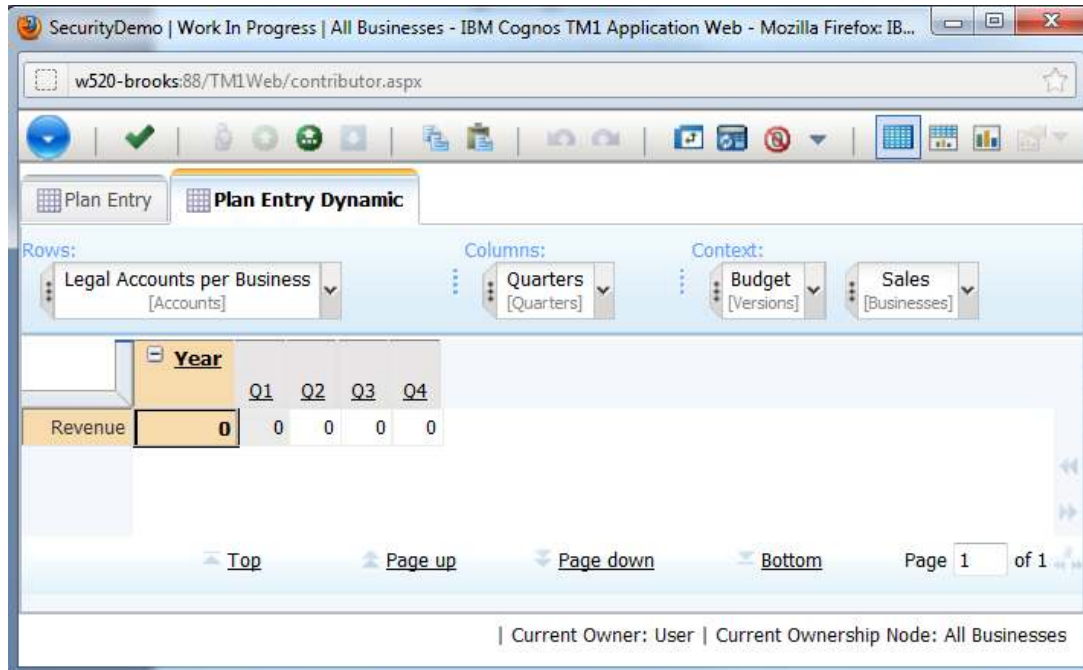 SecurityDemo | Work In Progress | All Businesses - IBM Cognos TM1 Application Web - Mozilla Firefox: IB...
w520-brooks:88/TM1Web/contributor.aspx
Plan Entry Plan Entry Dynamic
Rows: Columns: Context:
Legal Accounts per Business Quarters Budget Sales
[Accounts] [Quarters] [Versions] [Businesses]
Year
Q1 Q2 Q3 Q4
Revenue 0 0 0 0 0
Top Page up Page down Bottom Page 1 of 1
| Current Owner: User | Current Ownership Node: All Businesses